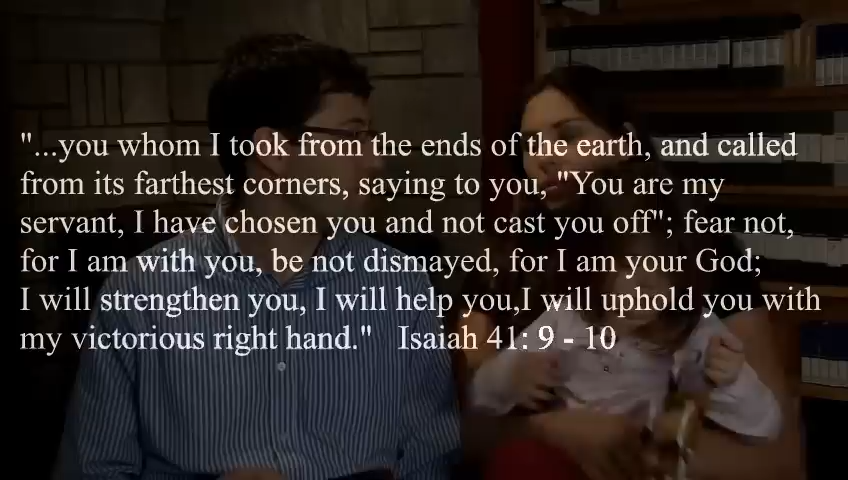 "...you whom I took from the ends of the earth, and called
from its farthest corners, saying to you, "You are my
servant, I have chosen you and not cast you off"; fear not,
for I am with you, be not dismayed, for I am your God;
I will strengthen you, I will help you,I will uphold you with
my victorious right hand."   Isaiah 41: 9 - 10